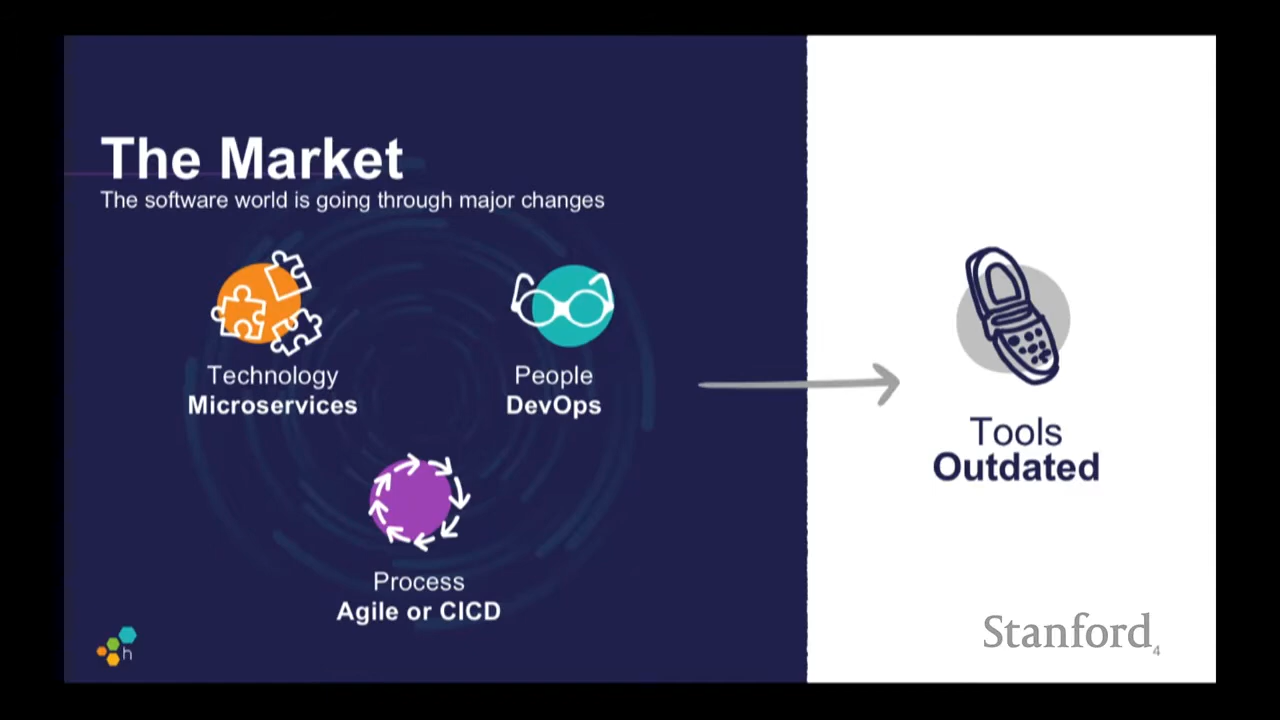 The Market
The software world is going through major changes
Technology
Microservices
People
DevOps
Process
Agile or CICD
Tools
Outdated
h
Stanford
4